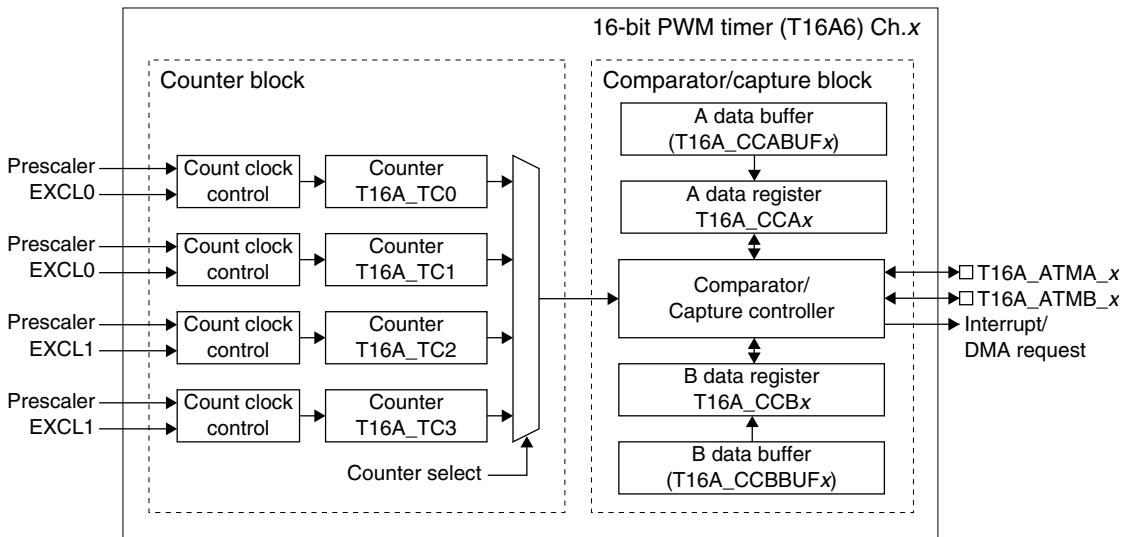 16-bit PWM timer (T16A6) Ch.x
Counter block
Prescaler
EXCL0
Count clock
control
Counter
T16A_TC0
Prescaler
EXCL0
Count clock
control
Counter
T16A_TC1
Prescaler
EXCL1
Count clock
control
Counter
T16A_TC2
Prescaler
EXCL1
Count clock
control
Counter
T16A_TC3
Counter select
Comparator/capture block
A data buffer
(T16A_CCABUFx)
A data register
T16A_CCAx
Comparator/
Capture controller
B data register
T16A_CCBx
B data buffer
(T16A_CCBBUFx)
T16A_ATMA_x
T16A_ATMB_x
Interrupt/
DMA request